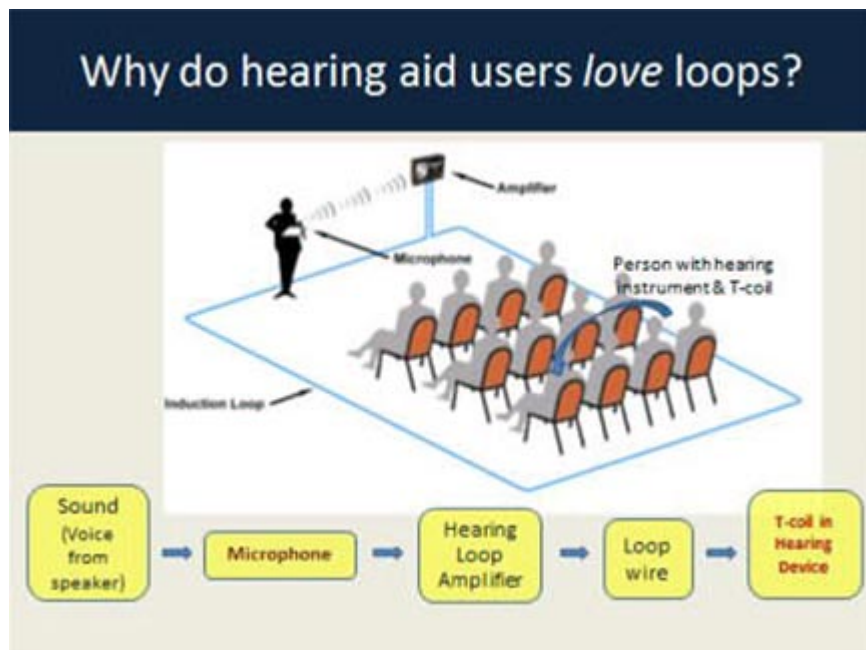 Why do hearing aid users love loops?
Amplifier
Microphone
Person with hearing
instrument & T-coil
Induction Loop
Sound
(Voice
from
speaker)
Microphone
Hearing
Loop
Amplifier
Loop
wire
T-coil in
Hearing
Device